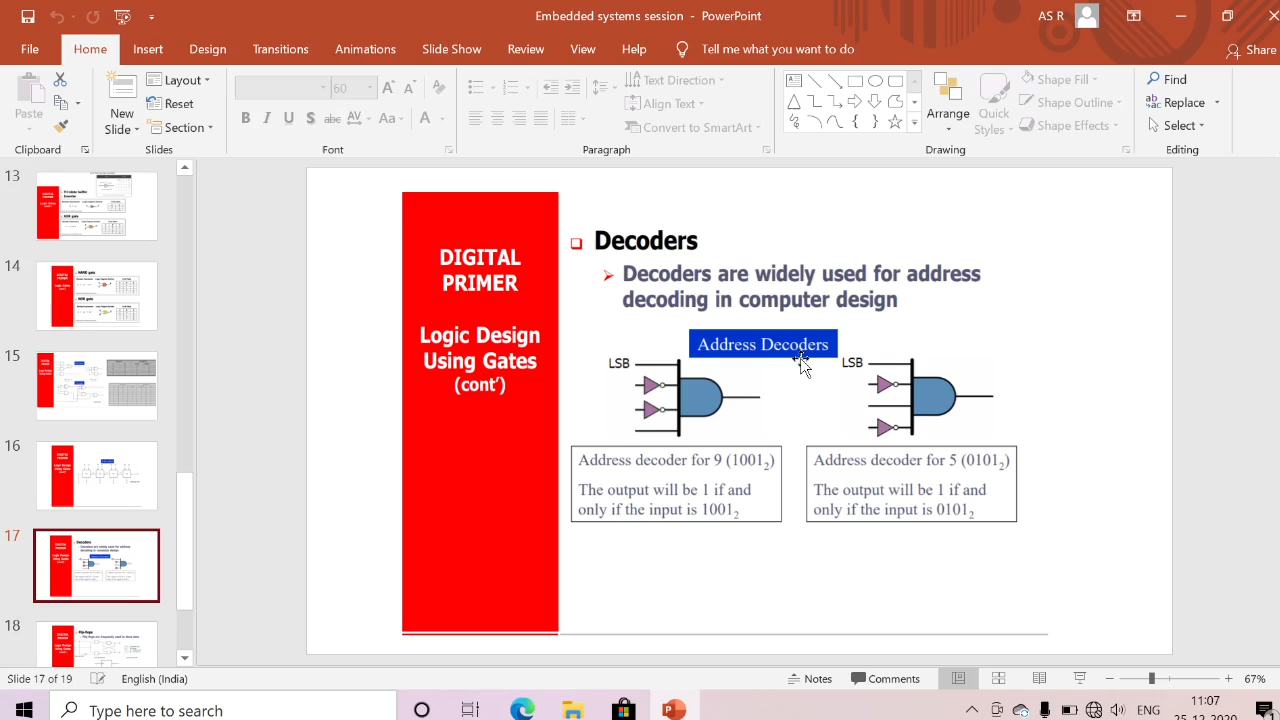 Embedded systems session - PowerPoint
AS R
File Home Insert Design Transitions Animations Slide Show Review View Help Tell me what you want to do Share
Paste
Clipboard
New Slide
Layout
Reset
Section
Slides
60
B I U S abc AV Aa A
Font
Text Direction
Align Text
Convert to SmartArt
Paragraph
Arrange
Quick Styles
Shape Fill
Shape Outline
Shape Effects
Drawing
Find
Replace
Select
Editing
13
14
15
16
17
18
DIGITAL
PRIMER
Logic Design
Using Gates
(cont’)
Decoders
Decoders are widely used for address
decoding in computer design
Address Decoders
LSB
LSB
Address decoder for 9 (1001₂)
The output will be 1 if and
only if the input is 1001₂
Address decoder for 5 (0101₂)
The output will be 1 if and
only if the input is 0101₂
Slide 17 of 19 English (India) Notes Comments 67%
Type here to search
ENG
11:07